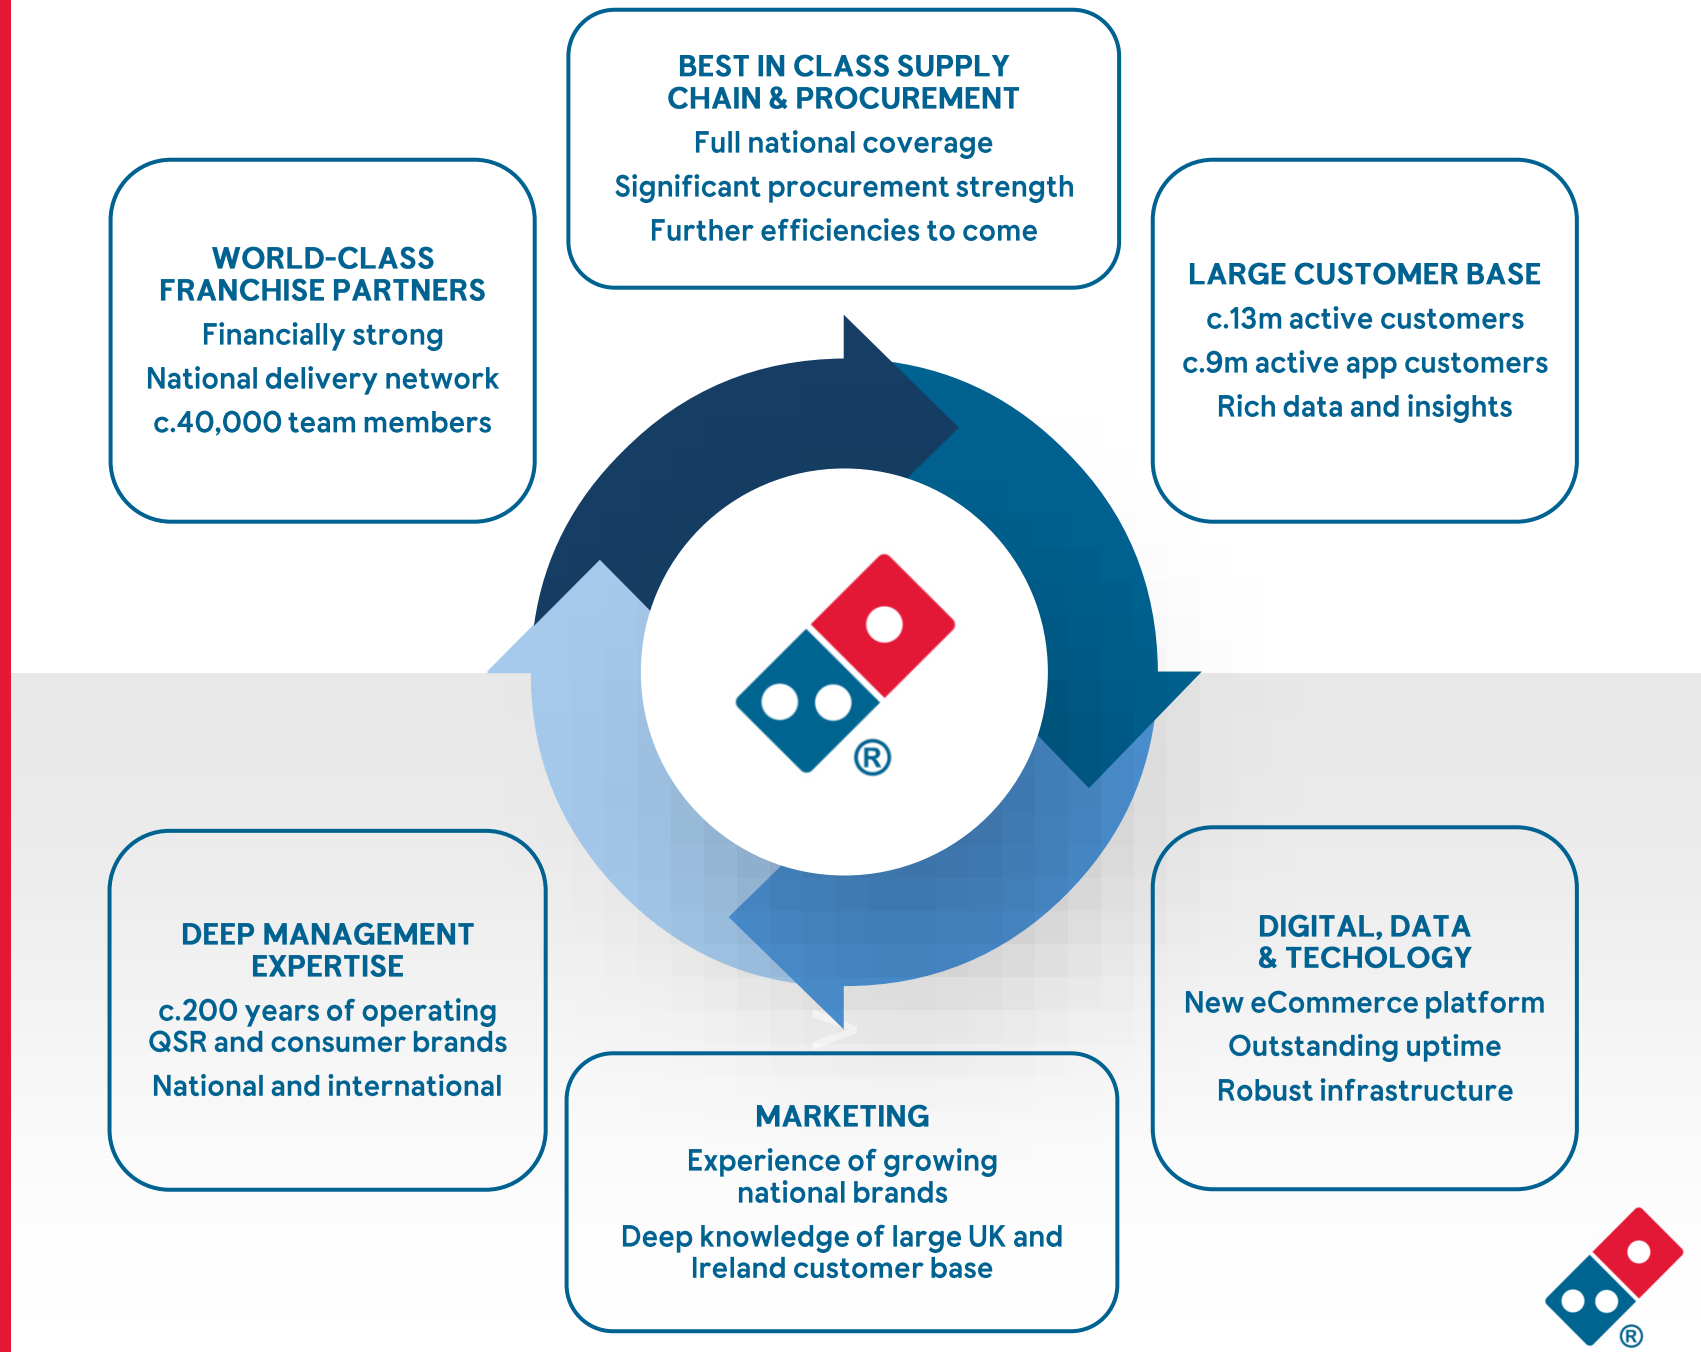 BEST IN CLASS SUPPLY
CHAIN & PROCUREMENT
Full national coverage
Significant procurement strength
Further efficiencies to come
WORLD-CLASS
FRANCHISE PARTNERS
Financially strong
National delivery network
c.40,000 team members
LARGE CUSTOMER BASE
c.13m active customers
c.9m active app customers
Rich data and insights
®
DEEP MANAGEMENT
EXPERTISE
c.200 years of operating
QSR and consumer brands
National and international
DIGITAL, DATA
& TECHOLOGY
New eCommerce platform
Outstanding uptime
Robust infrastructure
MARKETING
Experience of growing
national brands
Deep knowledge of large UK and
Ireland customer base
®